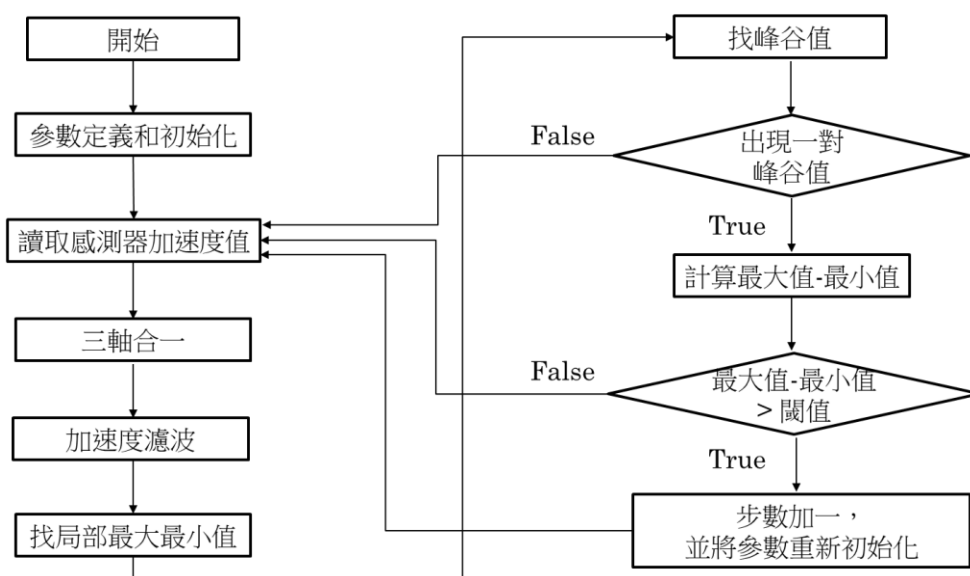 開始
參數定義和初始化
讀取感測器加速度值
三軸合一
加速度濾波
找局部最大最小值
找峰谷值
False
出現一對
峰谷值
True
計算最大值-最小值
False
最大值-最小值
> 閾值
True
步數加一，
並將參數重新初始化